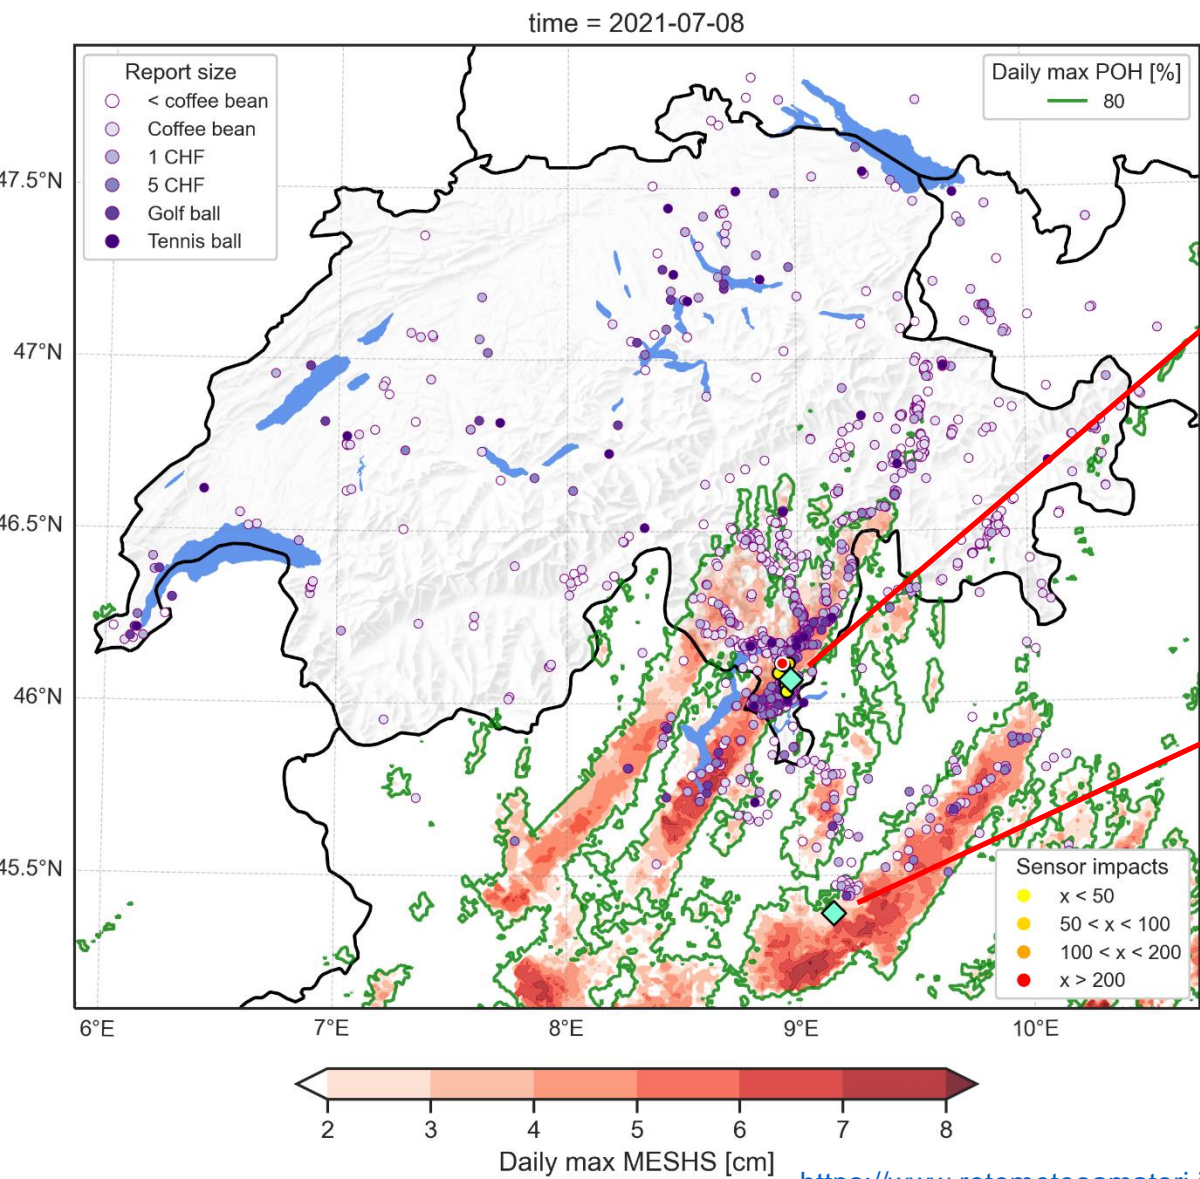 time = 2021-07-08
Report size
< coffee bean
Coffee bean
1 CHF
5 CHF
Golf ball
Tennis ball
Daily max POH [%]
80
47.5°N
47°N
46.5°N
46°N
45.5°N
Sensor impacts
x < 50
50 < x < 100
100 < x < 200
x > 200
6°E 7°E 8°E 9°E 10°E
2 3 4 5 6 7 8
Daily max MESHS [cm]